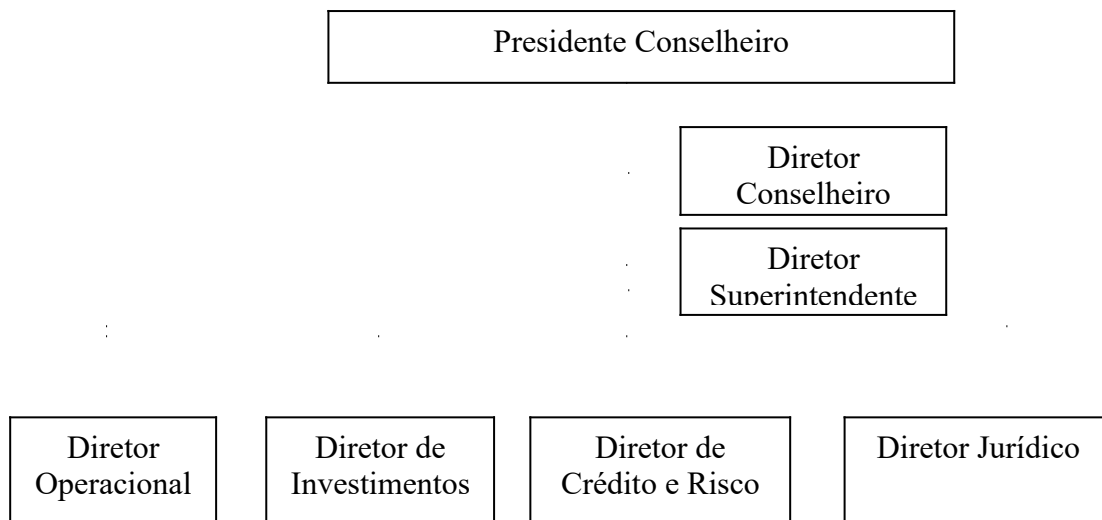 Presidente Conselheiro
Diretor
Conselheiro
Diretor
Superintendente
Diretor
Operacional
Diretor de
Investimentos
Diretor de
Crédito e Risco
Diretor Jurídico